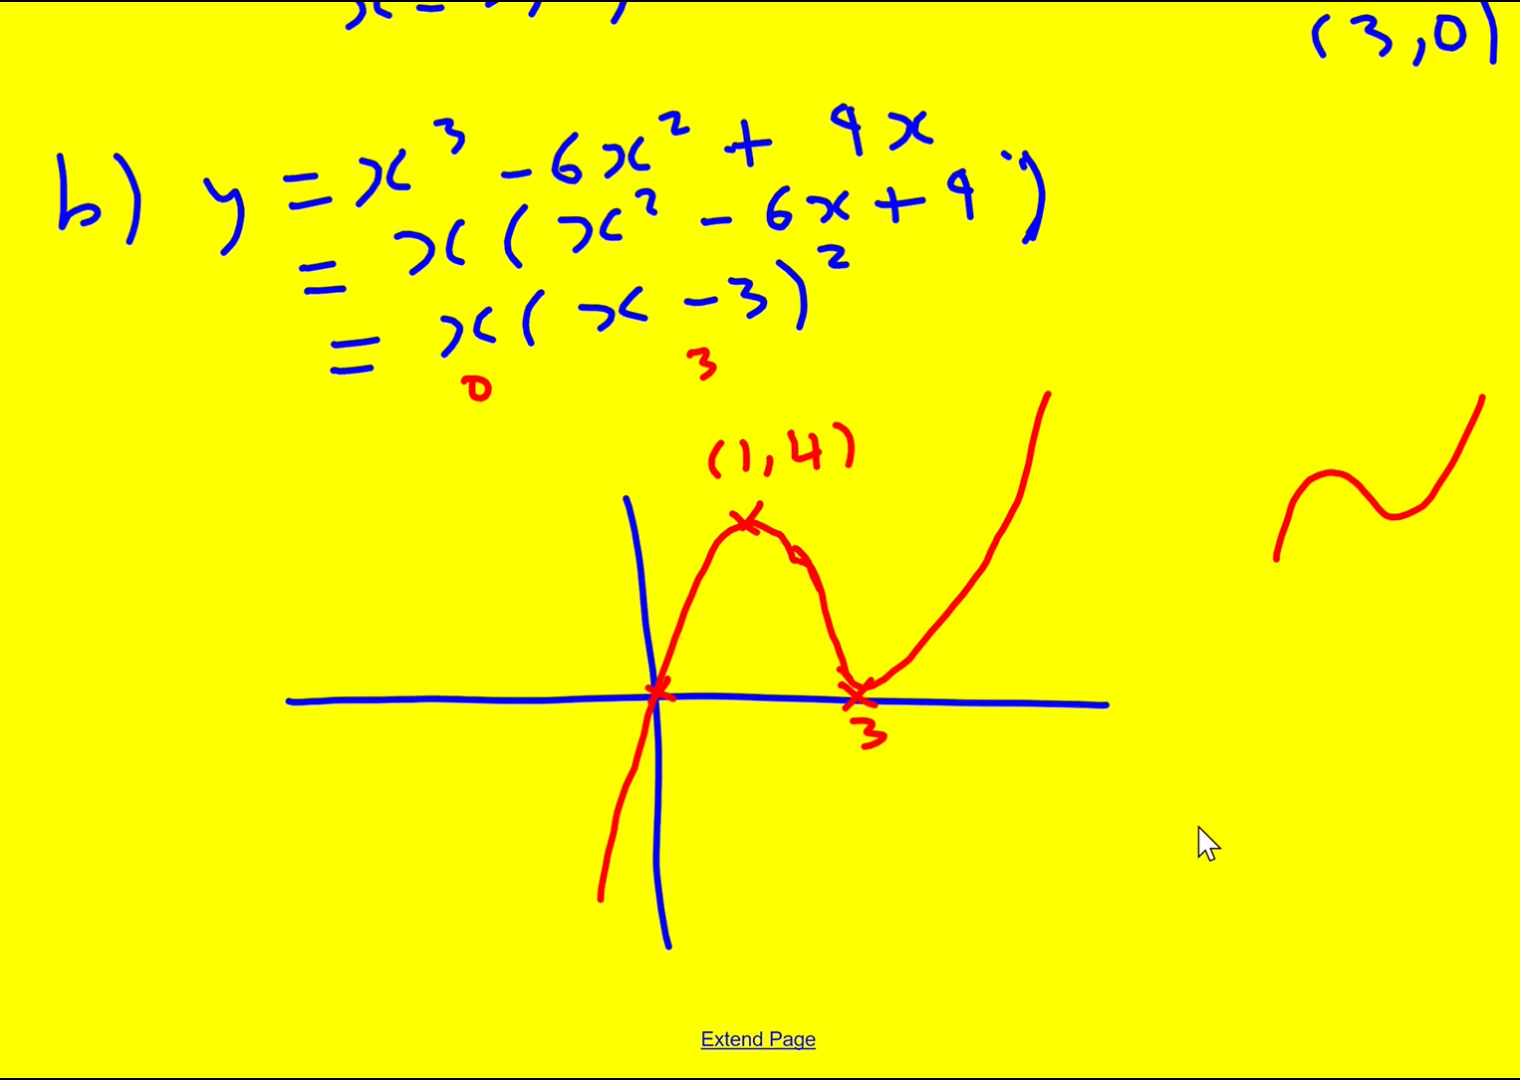 (3,0)
b) y = x³ - 6x² + 9x
= x(x² - 6x + 9)
= x(x - 3)²
0 3
(1,4)
3
Extend Page